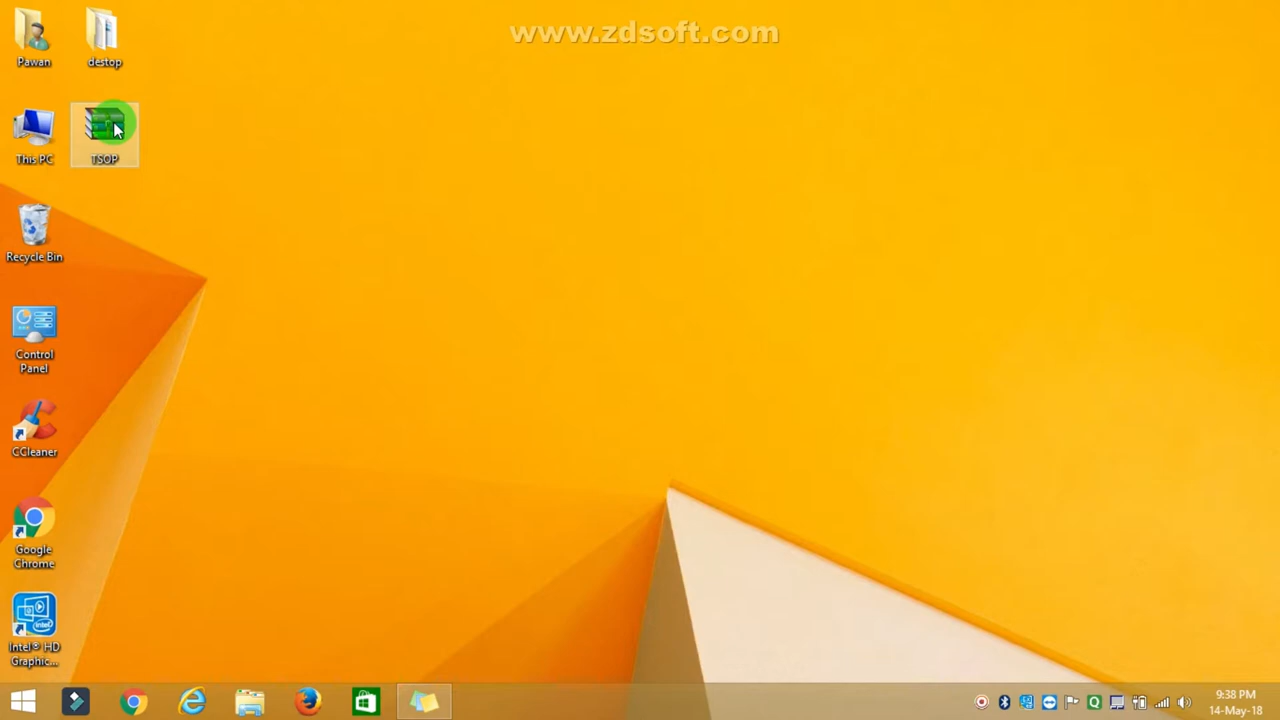 www.zdsoft.com
Pawan
destop
This PC
TSOP
Recycle Bin
Control
Panel
CCleaner
Google
Chrome
Intel® HD
Graphic...
9:38 PM
14-May-18